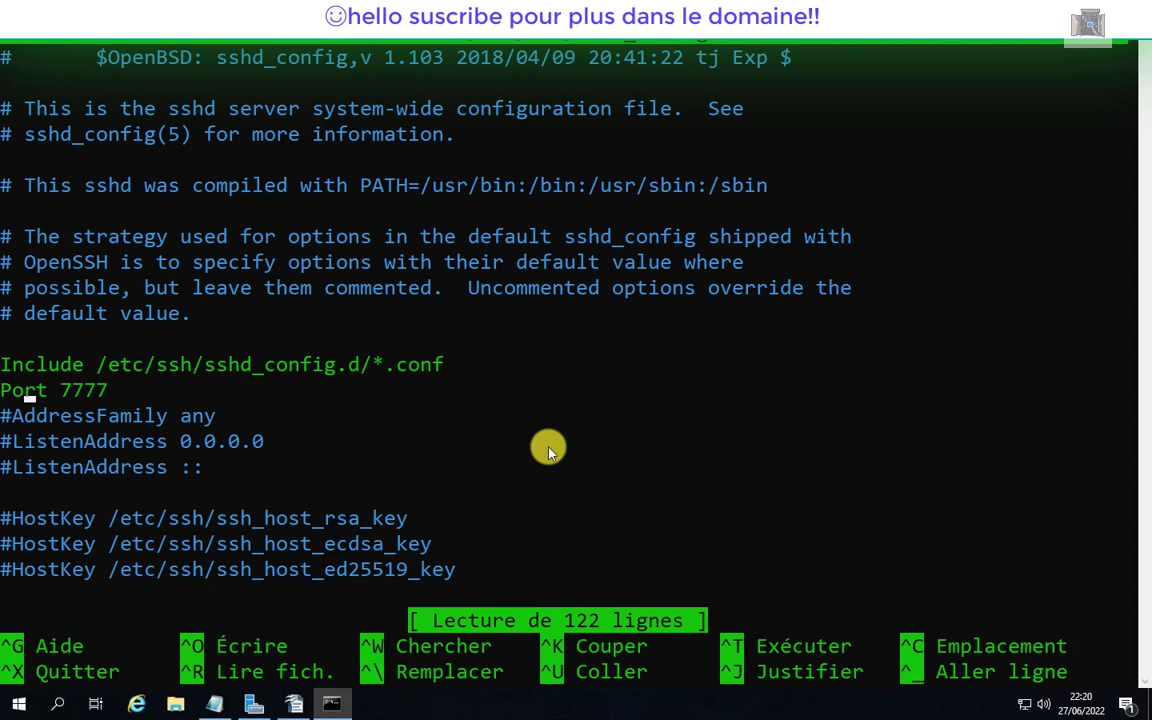 hello suscribe pour plus dans le domaine!!
# $OpenBSD: sshd_config,v 1.103 2018/04/09 20:41:22 tj Exp $
# This is the sshd server system-wide configuration file. See
# sshd_config(5) for more information.
# This sshd was compiled with PATH=/usr/bin:/bin:/usr/sbin:/sbin
# The strategy used for options in the default sshd_config shipped with
# OpenSSH is to specify options with their default value where
# possible, but leave them commented. Uncommented options override the
# default value.
Include /etc/ssh/sshd_config.d/*.conf
Port 7777
#AddressFamily any
#ListenAddress 0.0.0.0
#ListenAddress ::
#HostKey /etc/ssh/ssh_host_rsa_key
#HostKey /etc/ssh/ssh_host_ecdsa_key
#HostKey /etc/ssh/ssh_host_ed25519_key
[ Lecture de 122 lignes ]
^G Aide ^O Écrire ^W Chercher ^K Couper ^T Exécuter ^C Emplacement
^X Quitter ^R Lire fich. ^\ Remplacer ^U Coller ^J Justifier ^_ Aller ligne
22:20
27/06/2022
1